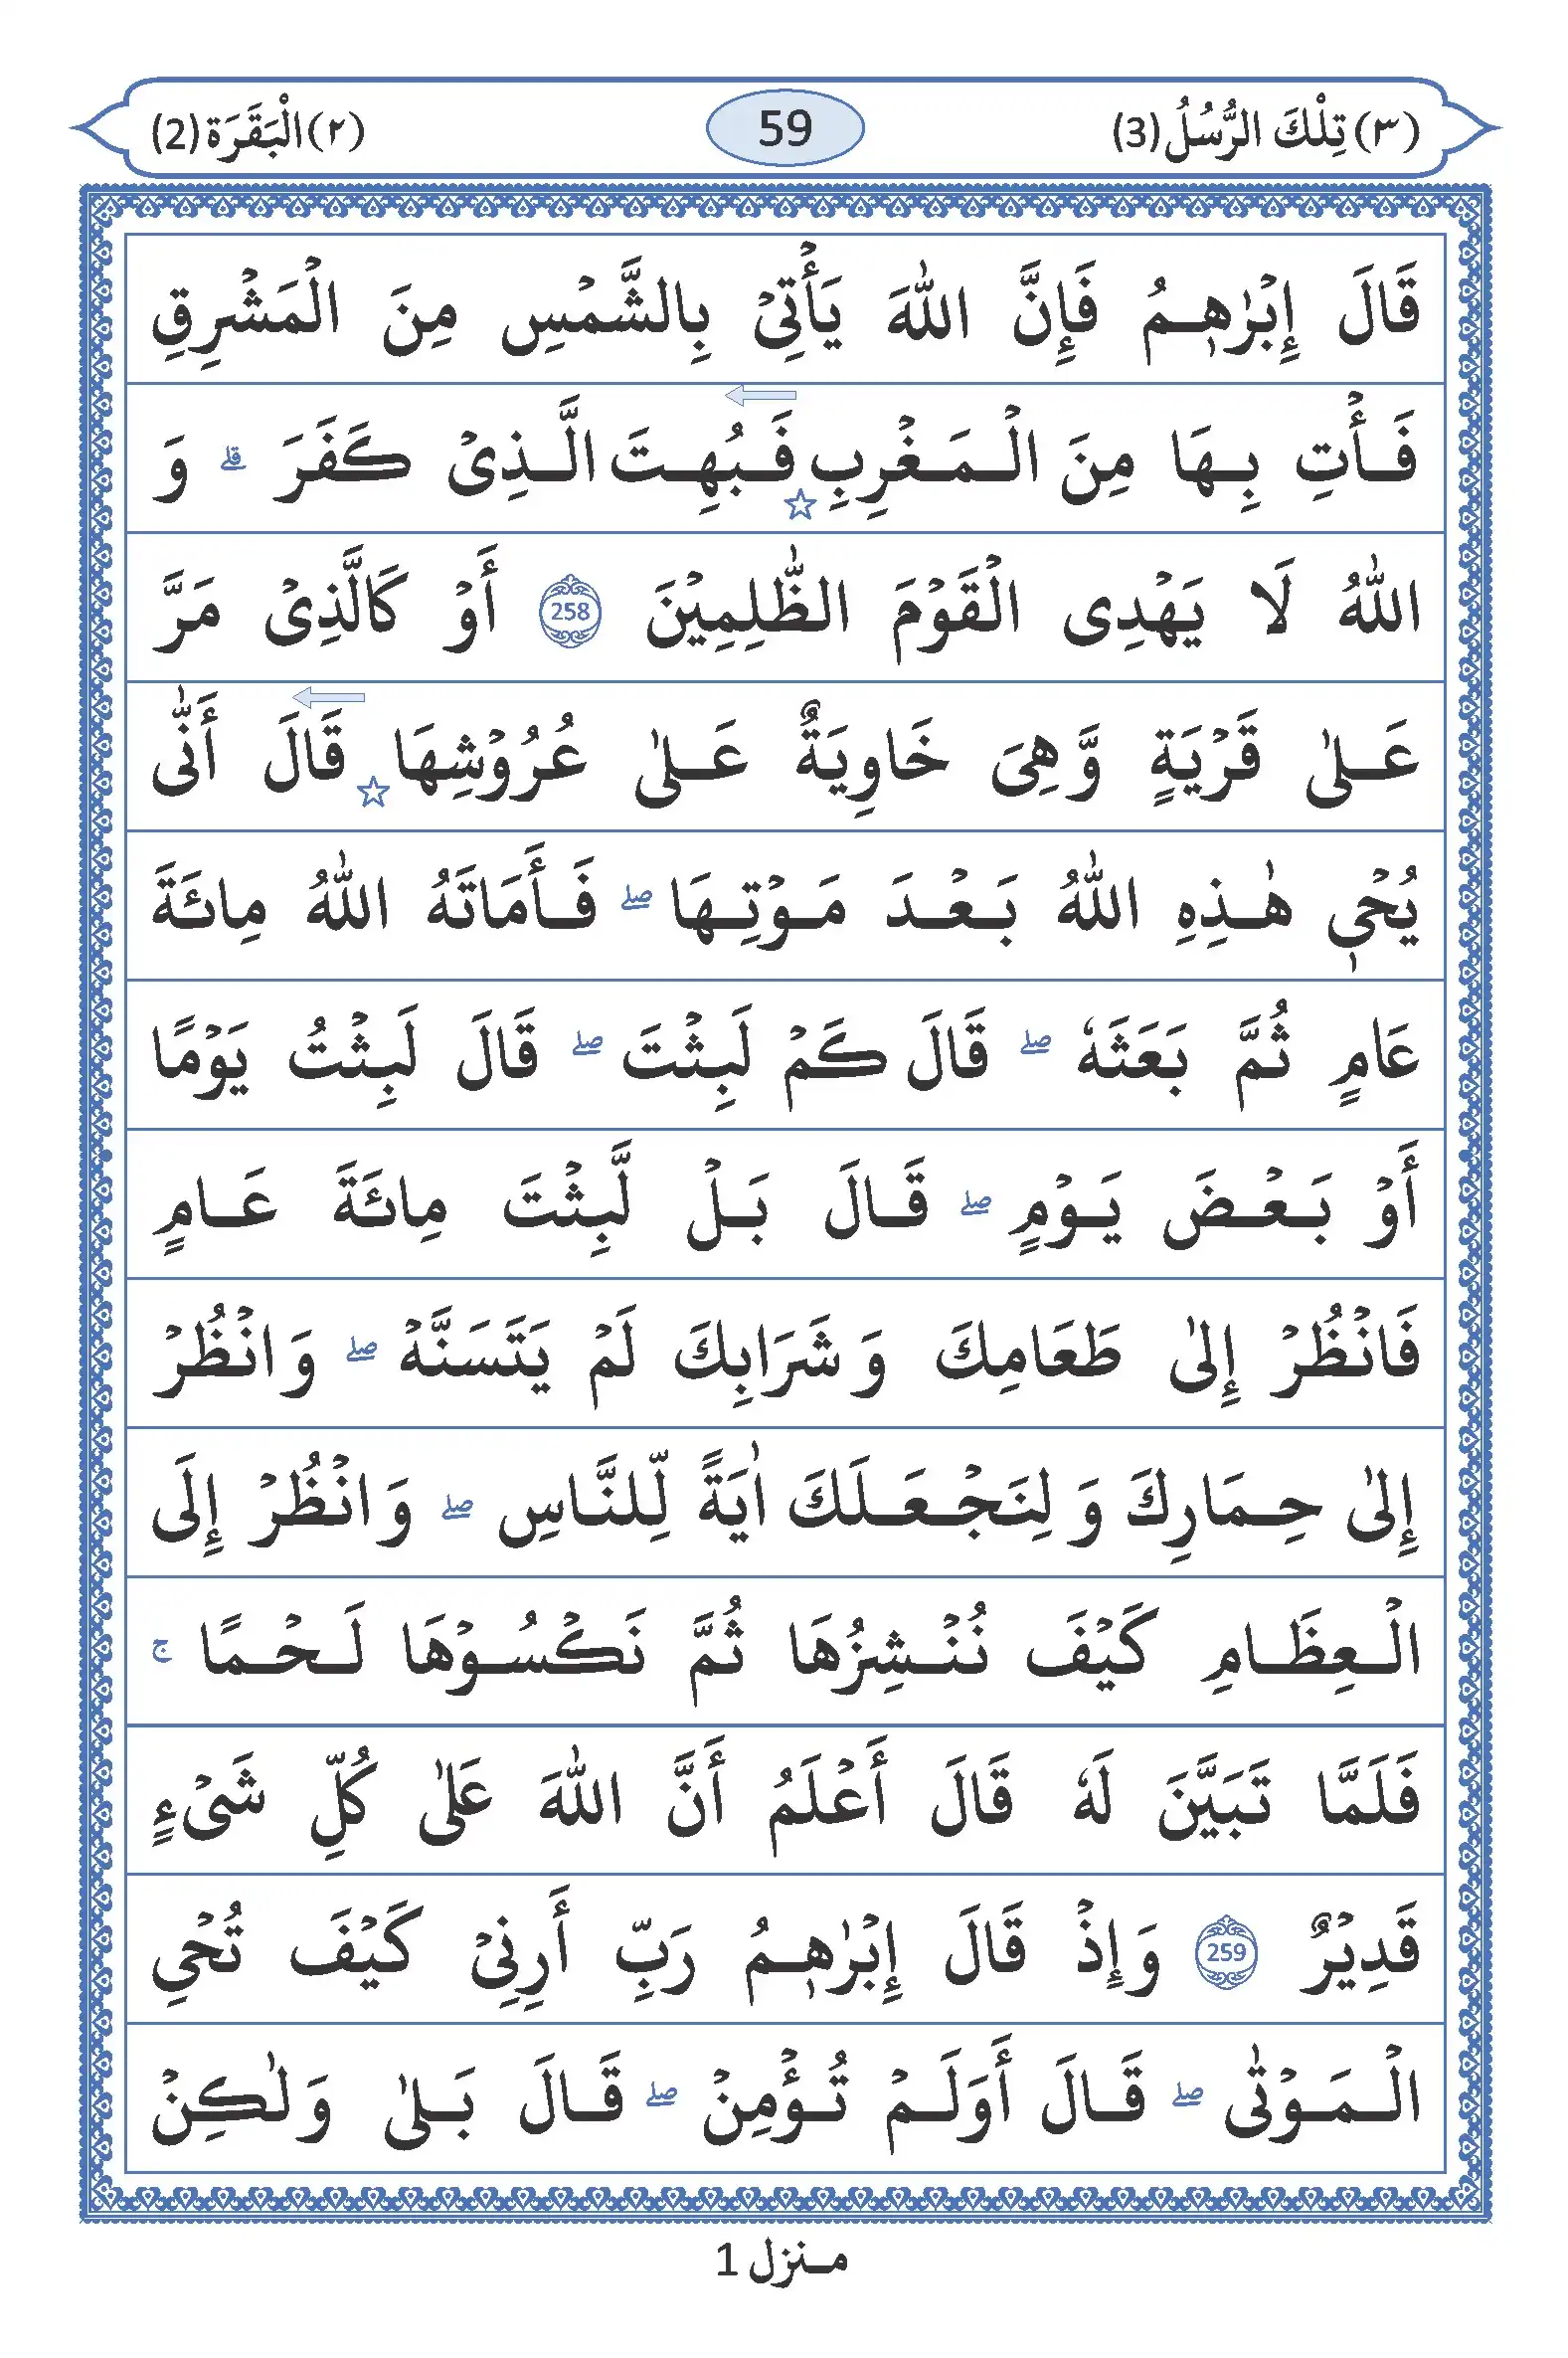 (٣) تِلْكَ الرُّسُلُ (3)
59
(٢) الْبَقَرَة (2)
قَالَ إِبْرٰهٖمُ فَإِنَّ اللّٰهَ يَأْتِيْ بِالشَّمْسِ مِنَ الْمَشْرِقِ
فَأْتِ بِهَا مِنَ الْمَغْرِبِ ☆ فَبُهِتَ الَّذِيْ كَفَرَ ۗ وَ
اللّٰهُ لَا يَهْدِى الْقَوْمَ الظّٰلِمِيْنَ 258 أَوْ كَالَّذِيْ مَرَّ
عَلٰى قَرْيَةٍ وَّهِىَ خَاوِيَةٌ عَلٰى عُرُوْشِهَا ☆ قَالَ أَنّٰى
يُحْيٖ هٰذِهِ اللّٰهُ بَعْدَ مَوْتِهَا ۖ فَأَمَاتَهُ اللّٰهُ مِائَةَ
عَامٍ ثُمَّ بَعَثَهٗ ۖ قَالَ كَمْ لَبِثْتَ ۖ قَالَ لَبِثْتُ يَوْمًا
أَوْ بَعْضَ يَوْمٍ ۖ قَالَ بَلْ لَّبِثْتَ مِائَةَ عَامٍ
فَانْظُرْ إِلٰى طَعَامِكَ وَ شَرَابِكَ لَمْ يَتَسَنَّهْ ۖ وَ انْظُرْ
إِلٰى حِمَارِكَ وَ لِنَجْعَلَكَ اٰيَةً لِّلنَّاسِ ۖ وَ انْظُرْ إِلَى
الْعِظَامِ كَيْفَ نُنْشِزُهَا ثُمَّ نَكْسُوْهَا لَحْمًا ۚ
فَلَمَّا تَبَيَّنَ لَهٗ قَالَ أَعْلَمُ أَنَّ اللّٰهَ عَلٰى كُلِّ شَىْءٍ
قَدِيْرٌ 259 وَإِذْ قَالَ إِبْرٰهٖمُ رَبِّ أَرِنِيْ كَيْفَ تُحْيِ
الْمَوْتٰى ۖ قَالَ أَوَلَمْ تُؤْمِنْ ۖ قَالَ بَلٰى وَ لٰكِنْ
منزل 1